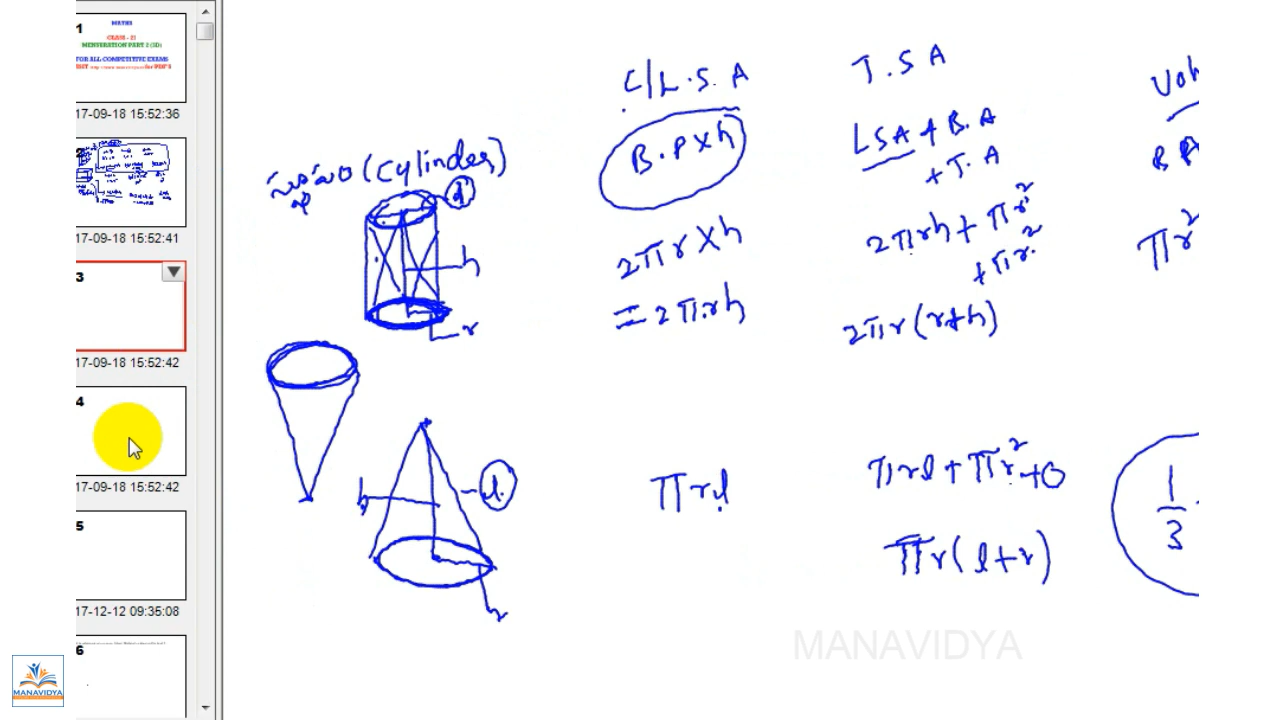 1
MATHS
CLASS - 21
MENSURATION PART 2 (3D)
FOR ALL COMPETITIVE EXAMS
17-09-18 15:52:36
2
17-09-18 15:52:41
3
17-09-18 15:52:42
4
17-09-18 15:52:42
5
17-12-12 09:35:08
6
C/L.S.A
T.S.A
B.P×h
LSA + B.A
+ T.A
(Cylinder)
d
h
r
2πr×h
2πrh + πr²
+ πr²
πr²
= 2πrh
2πr(r+h)
h
l
r
πrl
πrl + πr² + 0
πr(l+r)
1/3
MANAVIDYA
MANAVIDYA